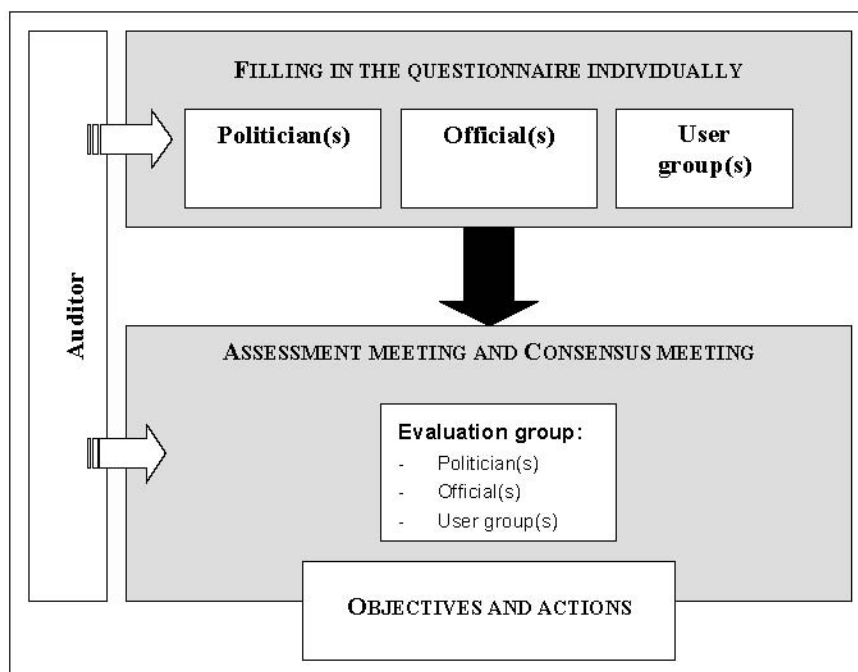 Auditor
FILLING IN THE QUESTIONNAIRE INDIVIDUALLY
Politician(s)
Official(s)
User
group(s)
ASSESSMENT MEETING AND CONSENSUS MEETING
Evaluation group:
- Politician(s)
- Official(s)
- User group(s)
OBJECTIVES AND ACTIONS